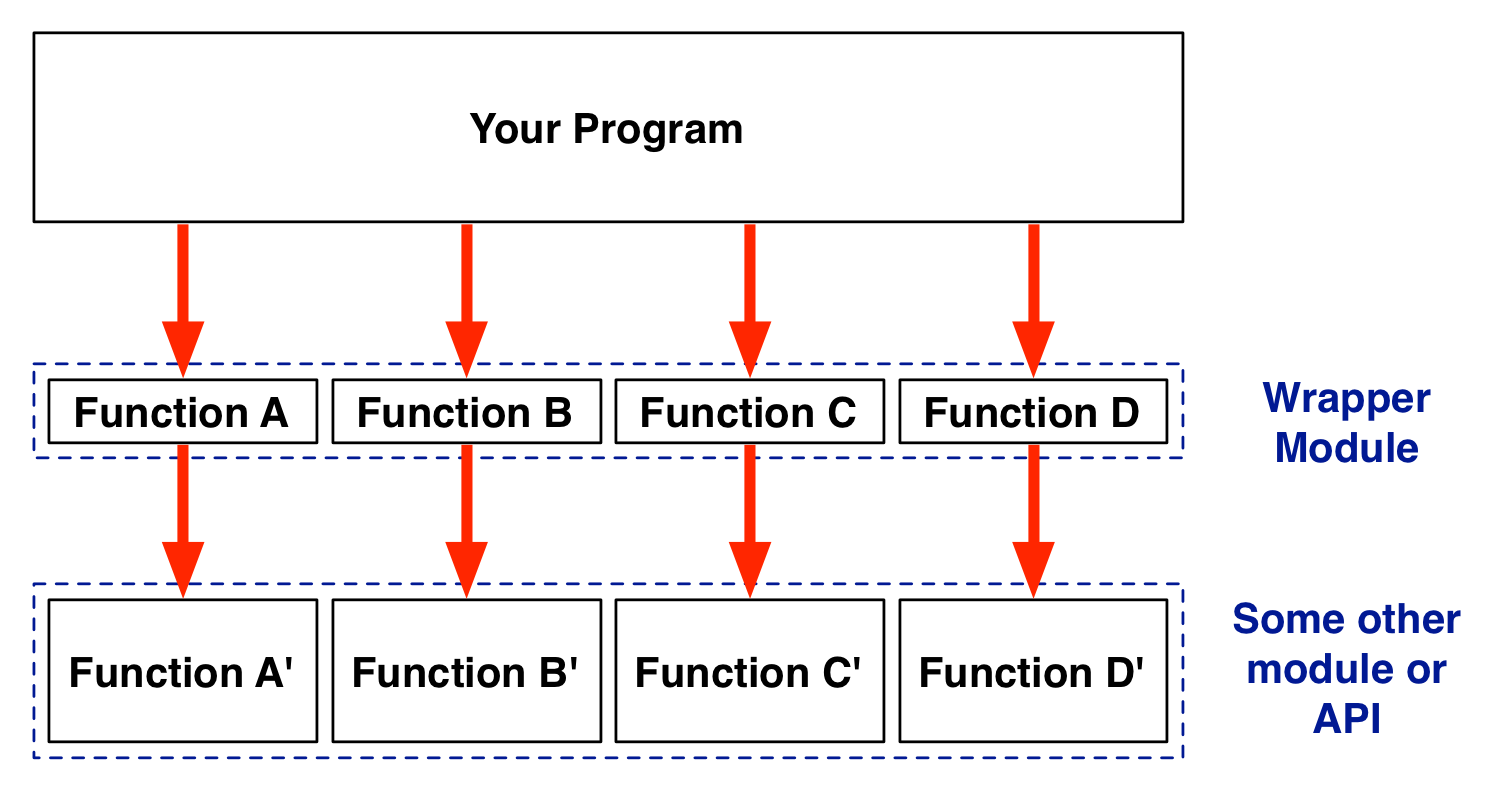 Your Program
Function A
Function B
Function C
Function D
Wrapper
Module
Function A'
Function B'
Function C'
Function D'
Some other
module or
API